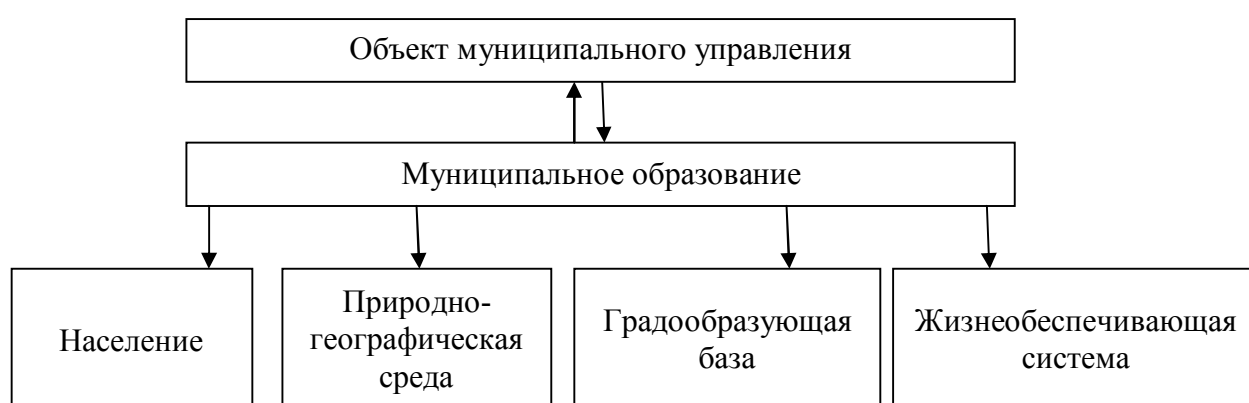 Объект муниципального управления
Муниципальное образование
Население
Природно-
географическая
среда
Градообразующая
база
Жизнеобеспечивающая
система